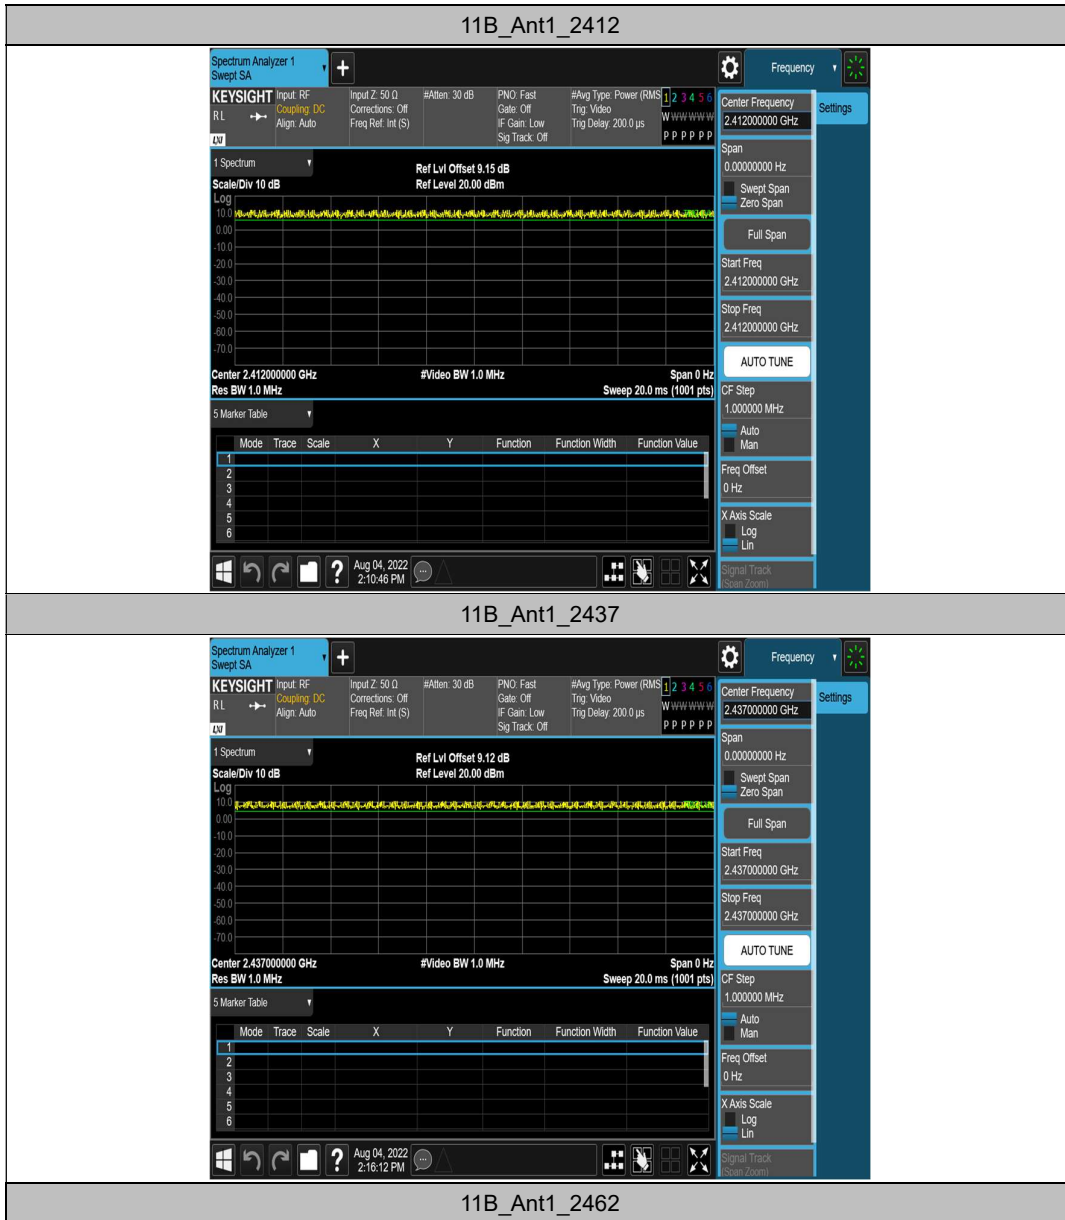 11B_Ant1_2412
Spectrum Analyzer 1
Swept SA
+
Frequency
KEYSIGHT
RL
LXI
Input: RF
Coupling: DC
Align: Auto
Input Z: 50 Ω
Corrections: Off
Freq Ref: Int (S)
#Atten: 30 dB
PNO: Fast
Gate: Off
IF Gain: Low
Sig Track: Off
#Avg Type: Power (RMS
Trig: Video
Trig Delay: 200.0 µs
1 2 3 4 5 6
W W W W W W
P P P P P P
Center Frequency
2.412000000 GHz
Settings
Span
0.00000000 Hz
Swept Span
Zero Span
Full Span
Start Freq
2.412000000 GHz
Stop Freq
2.412000000 GHz
AUTO TUNE
CF Step
1.000000 MHz
Auto
Man
Freq Offset
0 Hz
X Axis Scale
Log
Lin
Signal Track
(Span Zoom)
1 Spectrum
Scale/Div 10 dB
Ref Lvl Offset 9.15 dB
Ref Level 20.00 dBm
Log
10.0
0.00
-10.0
-20.0
-30.0
-40.0
-50.0
-60.0
-70.0
Center 2.412000000 GHz
#Video BW 1.0 MHz
Span 0 Hz
Res BW 1.0 MHz
Sweep 20.0 ms (1001 pts)
5 Marker Table
Mode Trace Scale X Y Function Function Width Function Value
1
2
3
4
5
6
?
Aug 04, 2022
2:10:46 PM
11B_Ant1_2437
Spectrum Analyzer 1
Swept SA
+
Frequency
KEYSIGHT
RL
LXI
Input: RF
Coupling: DC
Align: Auto
Input Z: 50 Ω
Corrections: Off
Freq Ref: Int (S)
#Atten: 30 dB
PNO: Fast
Gate: Off
IF Gain: Low
Sig Track: Off
#Avg Type: Power (RMS
Trig: Video
Trig Delay: 200.0 µs
1 2 3 4 5 6
W W W W W W
P P P P P P
Center Frequency
2.437000000 GHz
Settings
Span
0.00000000 Hz
Swept Span
Zero Span
Full Span
Start Freq
2.437000000 GHz
Stop Freq
2.437000000 GHz
AUTO TUNE
CF Step
1.000000 MHz
Auto
Man
Freq Offset
0 Hz
X Axis Scale
Log
Lin
Signal Track
(Span Zoom)
1 Spectrum
Scale/Div 10 dB
Ref Lvl Offset 9.12 dB
Ref Level 20.00 dBm
Log
10.0
0.00
-10.0
-20.0
-30.0
-40.0
-50.0
-60.0
-70.0
Center 2.437000000 GHz
#Video BW 1.0 MHz
Span 0 Hz
Res BW 1.0 MHz
Sweep 20.0 ms (1001 pts)
5 Marker Table
Mode Trace Scale X Y Function Function Width Function Value
1
2
3
4
5
6
?
Aug 04, 2022
2:16:12 PM
11B_Ant1_2462